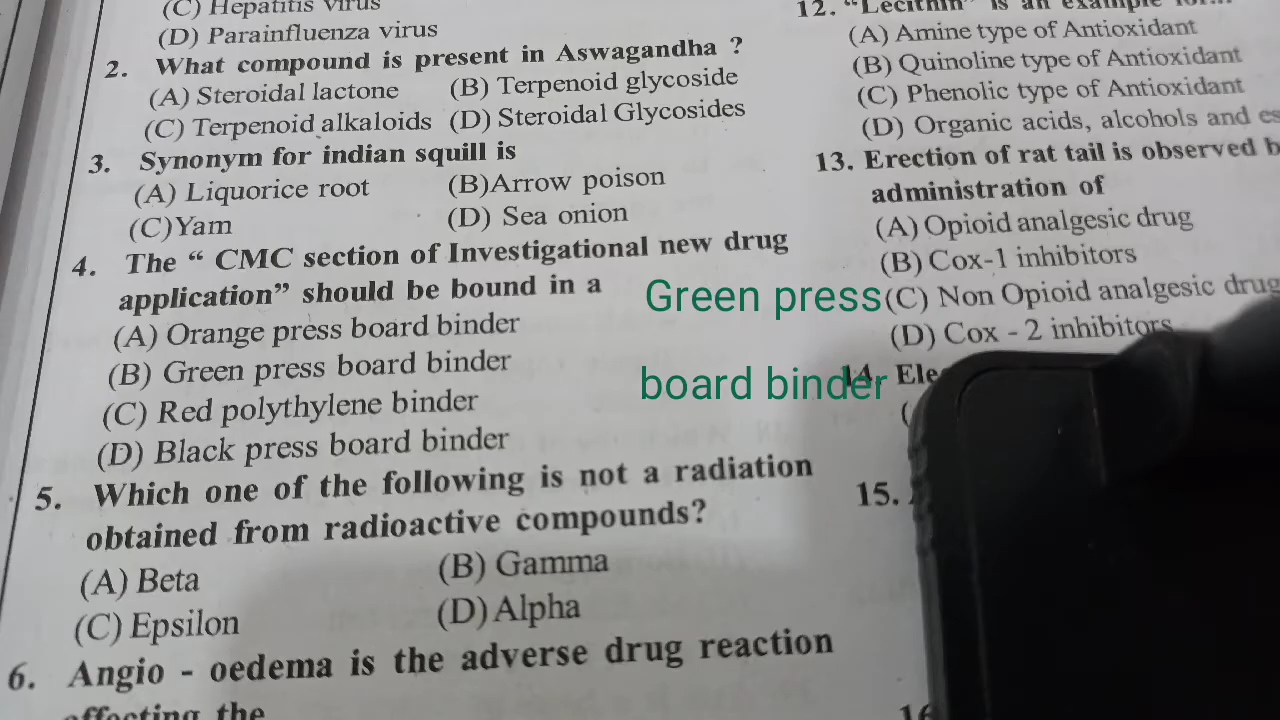 (C) Hepatitis virus
(D) Parainfluenza virus
2. What compound is present in Aswagandha ?
(A) Steroidal lactone (B) Terpenoid glycoside
(C) Terpenoid alkaloids (D) Steroidal Glycosides
3. Synonym for indian squill is
(A) Liquorice root (B)Arrow poison
(C)Yam (D) Sea onion
4. The “ CMC section of Investigational new drug
application” should be bound in a
(A) Orange press board binder
(B) Green press board binder
(C) Red polythylene binder
(D) Black press board binder
5. Which one of the following is not a radiation
obtained from radioactive compounds?
(A) Beta (B) Gamma
(C) Epsilon (D) Alpha
6. Angio - oedema is the adverse drug reaction
affecting the
Green press
board binder
12. “Lecithin” is an example
(A) Amine type of Antioxidant
(B) Quinoline type of Antioxidant
(C) Phenolic type of Antioxidant
(D) Organic acids, alcohols and
13. Erection of rat tail is observed
administration of
(A) Opioid analgesic drug
(B) Cox-1 inhibitors
(C) Non Opioid analgesic drug
(D) Cox - 2 inhibitors
14.
15.